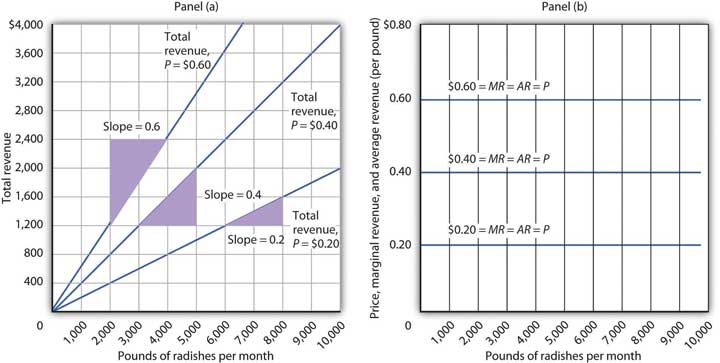 Panel (a)
$4,000
3,600
3,200
2,800
2,400
2,000
1,600
1,200
800
400
0
Total revenue
Total
revenue,
P = $0.60
Total
revenue,
P = $0.40
Slope = 0.6
Slope = 0.4
Total
revenue,
P = $0.20
Slope = 0.2
1,000
2,000
3,000
4,000
5,000
6,000
7,000
8,000
9,000
10,000
Pounds of radishes per month
Panel (b)
$0.80
0.60
0.40
0.20
0
Price, marginal revenue, and average revenue (per pound)
$0.60 = MR = AR = P
$0.40 = MR = AR = P
$0.20 = MR = AR = P
1,000
2,000
3,000
4,000
5,000
6,000
7,000
8,000
9,000
10,000
Pounds of radishes per month